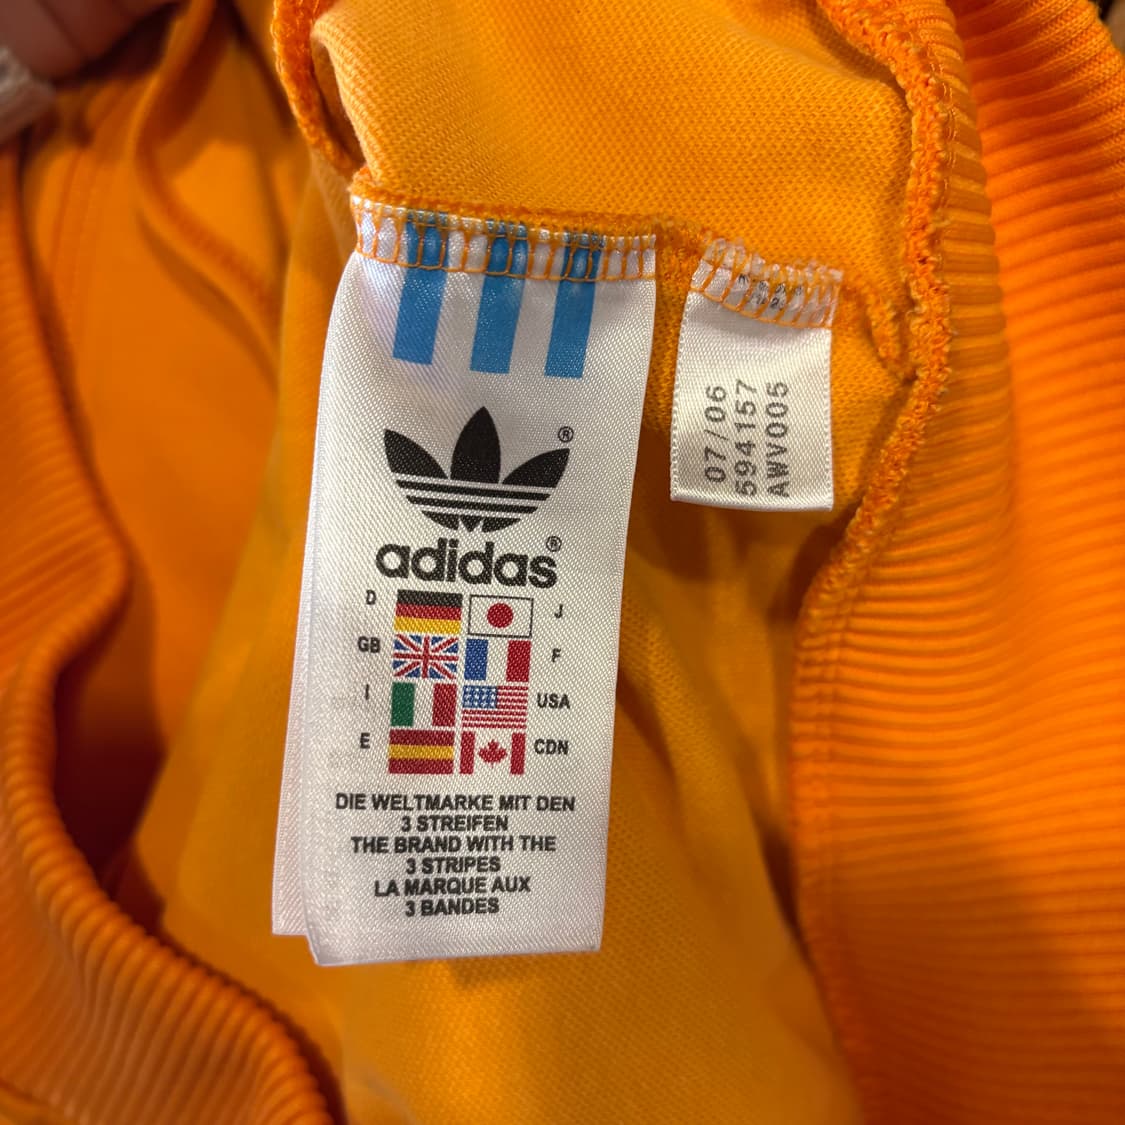 ®
adidas®
D
J
GB
F
I
USA
E
CDN
DIE WELTMARKE MIT DEN
3 STREIFEN
THE BRAND WITH THE
3 STRIPES
LA MARQUE AUX
3 BANDES
07/06
594157
AWV005